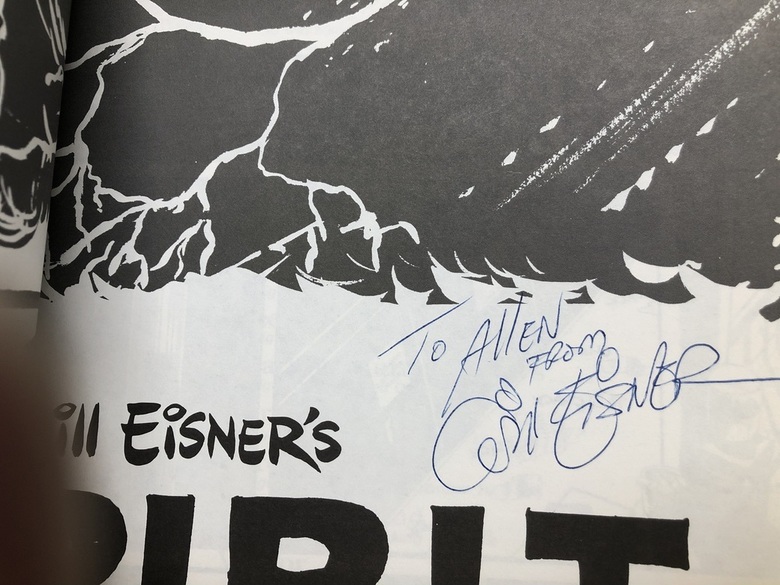 To Allen
FROM
Will EISNER
ill EiSNER'S
PIRIT